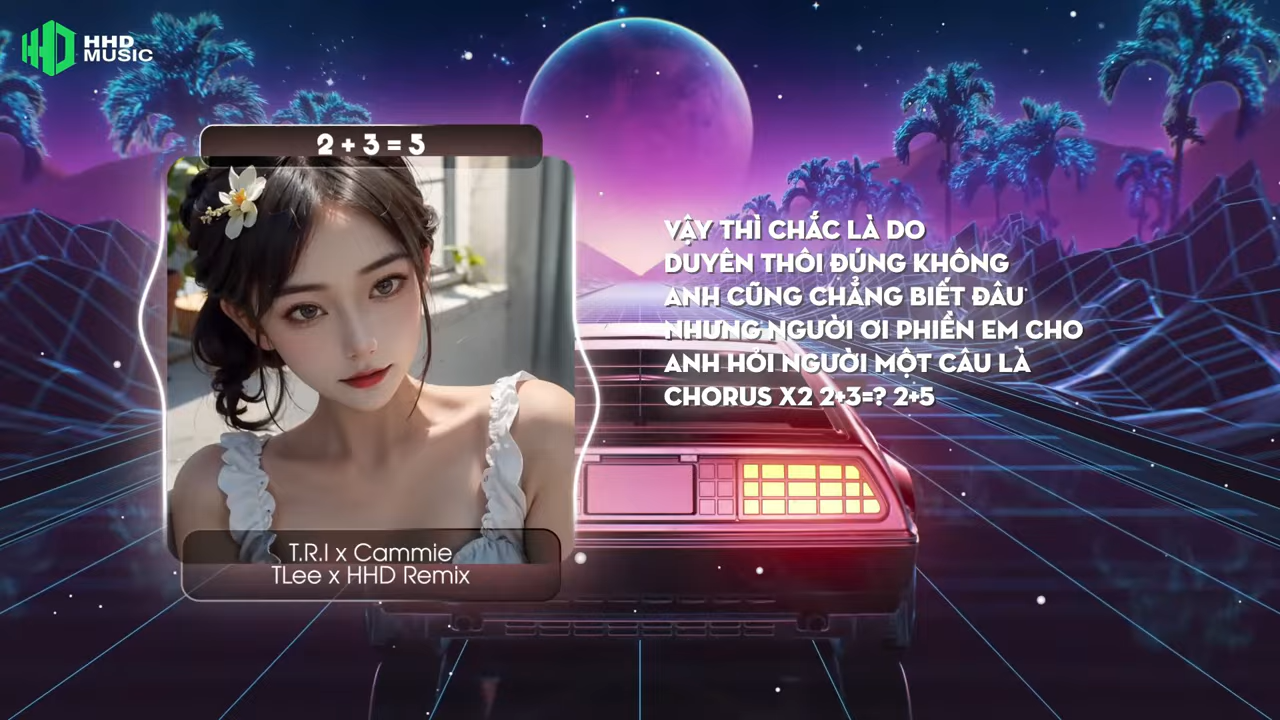 HHD
MUSIC
2 + 3 = 5
VẬY THÌ CHẮC LÀ DO
DUYÊN THÔI ĐÚNG KHÔNG
ANH CŨNG CHẲNG BIẾT ĐÂU
NHƯNG NGƯỜI ƠI PHIỀN EM CHO
ANH HỎI NGƯỜI MỘT CÂU LÀ
CHORUS X2 2+3=? 2+5
T.R.I x Cammie
TLee x HHD Remix